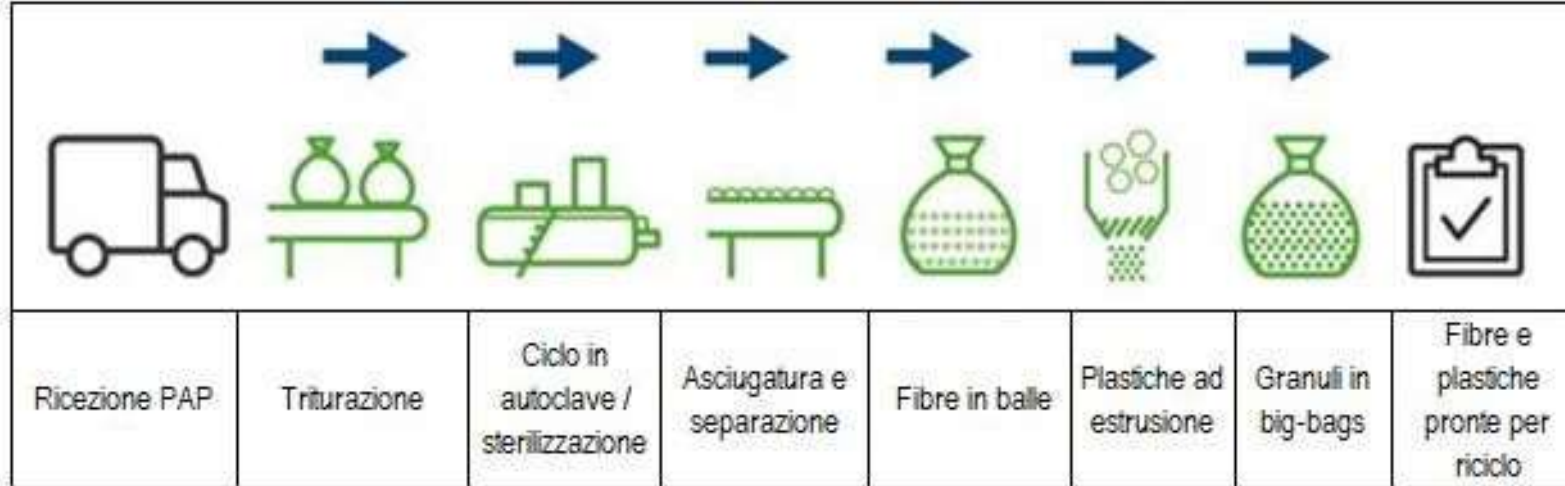 Ricezione PAP
Triturazione
Ciclo in
autoclave /
sterilizzazione
Asciugatura e
separazione
Fibre in balle
Plastiche ad
estrusione
Granuli in
big-bags
Fibre e
plastiche
pronte per
riciclo